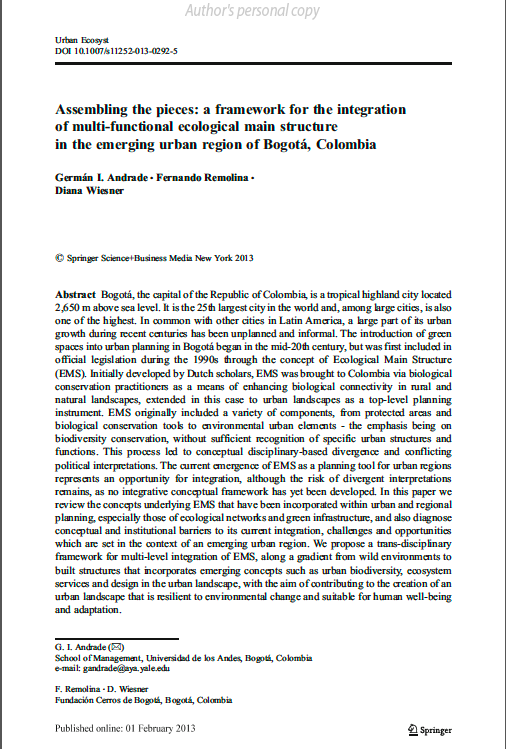 Author's personal copy
Urban Ecosyst
DOI 10.1007/s11252-013-0292-5
Assembling the pieces: a framework for the integration
of multi-functional ecological main structure
in the emerging urban region of Bogotá, Colombia
Germán I. Andrade · Fernando Remolina ·
Diana Wiesner
© Springer Science+Business Media New York 2013
Abstract Bogotá, the capital of the Republic of Colombia, is a tropical highland city located
2,650 m above sea level. It is the 25th largest city in the world and, among large cities, is also
one of the highest. In common with other cities in Latin America, a large part of its urban
growth during recent centuries has been unplanned and informal. The introduction of green
spaces into urban planning in Bogotá began in the mid-20th century, but was first included in
official legislation during the 1990s through the concept of Ecological Main Structure
(EMS). Initially developed by Dutch scholars, EMS was brought to Colombia via biological
conservation practitioners as a means of enhancing biological connectivity in rural and
natural landscapes, extended in this case to urban landscapes as a top-level planning
instrument. EMS originally included a variety of components, from protected areas and
biological conservation tools to environmental urban elements - the emphasis being on
biodiversity conservation, without sufficient recognition of specific urban structures and
functions. This process led to conceptual disciplinary-based divergence and conflicting
political interpretations. The current emergence of EMS as a planning tool for urban regions
represents an opportunity for integration, although the risk of divergent interpretations
remains, as no integrative conceptual framework has yet been developed. In this paper we
review the concepts underlying EMS that have been incorporated within urban and regional
planning, especially those of ecological networks and green infrastructure, and also diagnose
conceptual and institutional barriers to its current integration, challenges and opportunities
which are set in the context of an emerging urban region. We propose a trans-disciplinary
framework for multi-level integration of EMS, along a gradient from wild environments to
built structures that incorporates emerging concepts such as urban biodiversity, ecosystem
services and design in the urban landscape, with the aim of contributing to the creation of an
urban landscape that is resilient to environmental change and suitable for human well-being
and adaptation.
G. I. Andrade (✉)
School of Management, Universidad de los Andes, Bogotá, Colombia
e-mail: gandrade@aya.yale.edu
F. Remolina · D. Wiesner
Fundación Cerros de Bogotá, Bogotá, Colombia
Published online: 01 February 2013
Springer